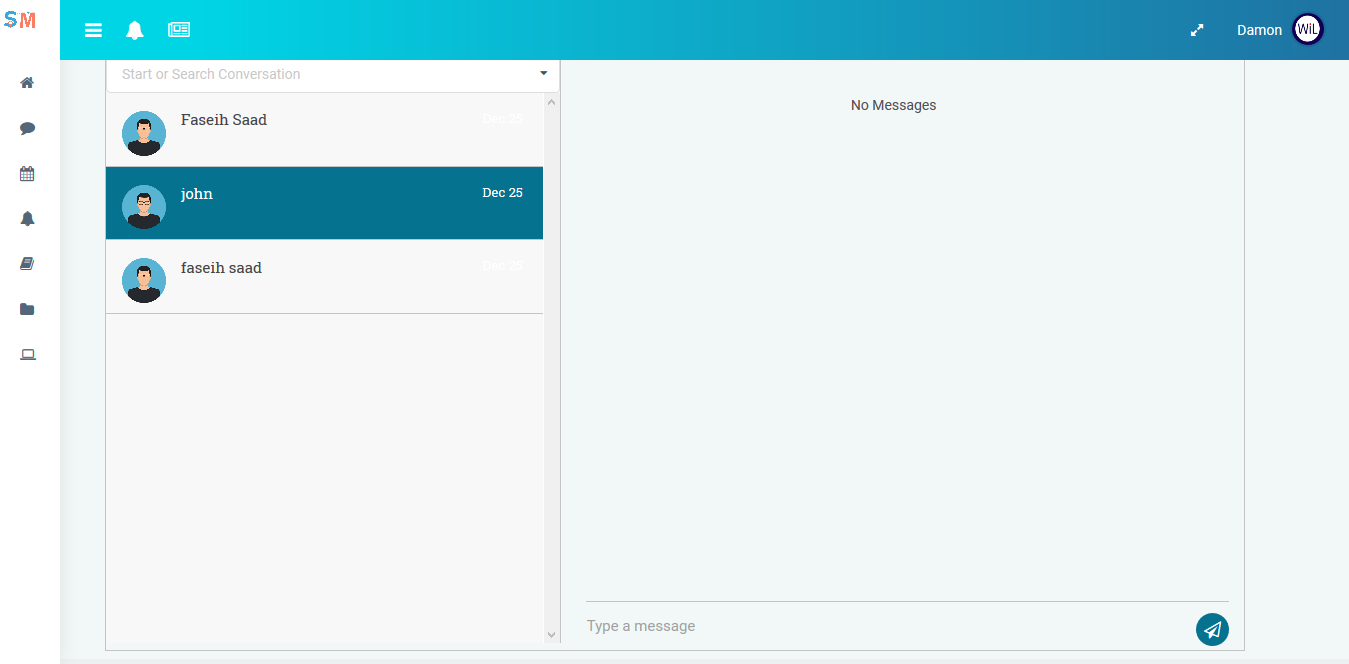 SM
Damon
WiL
Start or Search Conversation
No Messages
Faseih Saad Dec 25
john Dec 25
faseih saad Dec 25
Type a message